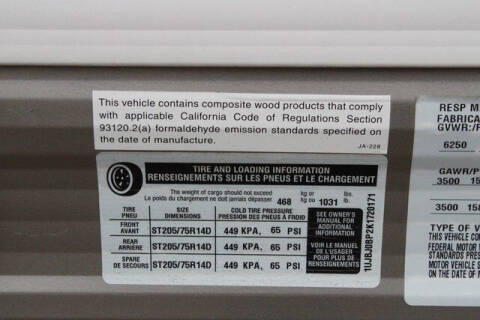 This vehicle contains composite wood products that comply
with applicable California Code of Regulations Section
93120.2(a) formaldehyde emission standards specified on
the date of manufacture.
JA-228
TIRE AND LOADING INFORMATION
RENSEIGNEMENTS SUR LES PNEUS ET LE CHARGEMENT
The weight of cargo should not exceed
Le poids du chargement ne doit jamais dépasser 468 kg or kg ou 1031 lbs. lb.
TIRE PNEU SIZE DIMENSIONS COLD TIRE PRESSURE PRESSION DES PNEUS À FROID
FRONT AVANT ST205/75R14D 449 KPA, 65 PSI
REAR ARRIÈRE ST205/75R14D 449 KPA, 65 PSI
SPARE DE SECOURS ST205/75R14D 449 KPA, 65 PSI
SEE OWNER'S
MANUAL FOR
ADDITIONAL
INFORMATION
VOIR LE MANUEL
DE L'USAGER
POUR PLUS DE
RENSEIGNEMENTS
1UJBJ0BP2K1720171
RESP M
FABRICA
GVWR:/P
6250
GAWR/P
3500 15
3500 15
TYPE OF V
THIS VEHICLE CON
FEDERAL MOTOR
STANDARDS AND
MOTOR VEHICLE S
ON THE DATE OF M